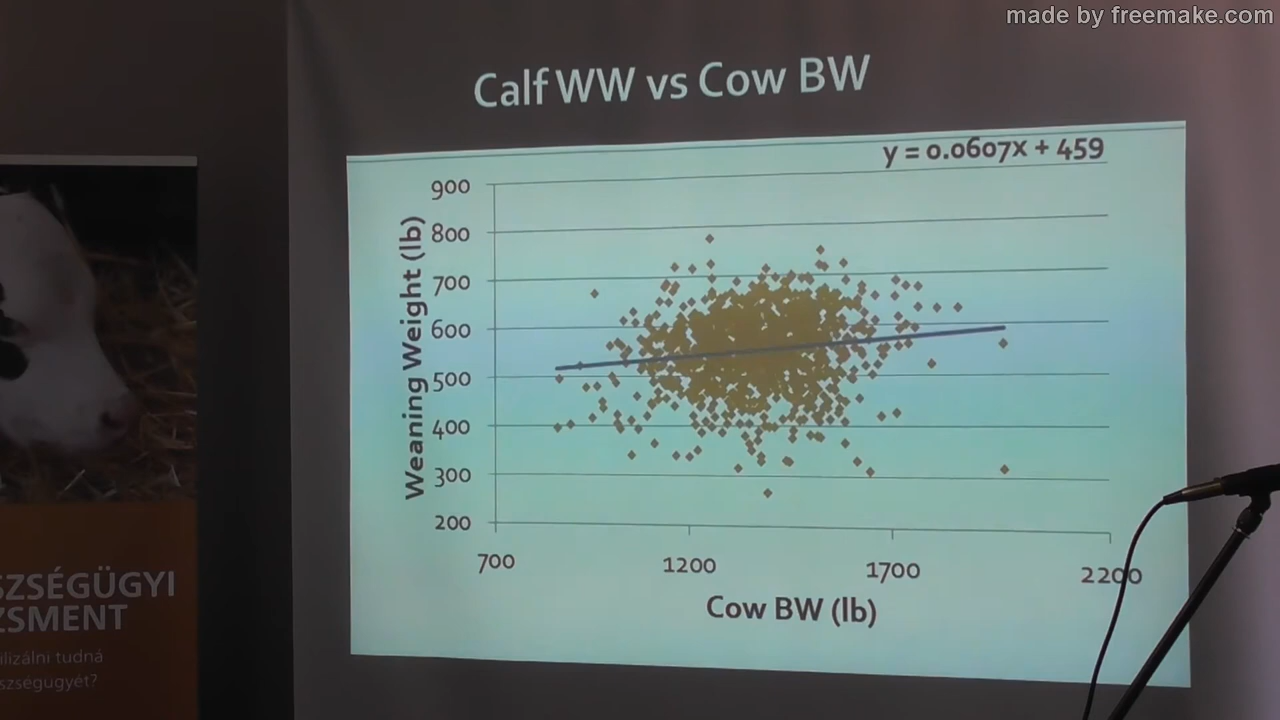 made by freemake.com
Calf WW vs Cow BW
y = 0.0607x + 459
900
800
700
600
500
400
300
200
Weaning Weight (lb)
700 1200 1700 2200
Cow BW (lb)
SZSÉGÜGYI
ZSMENT
ilizálni tudná
szségügyét?